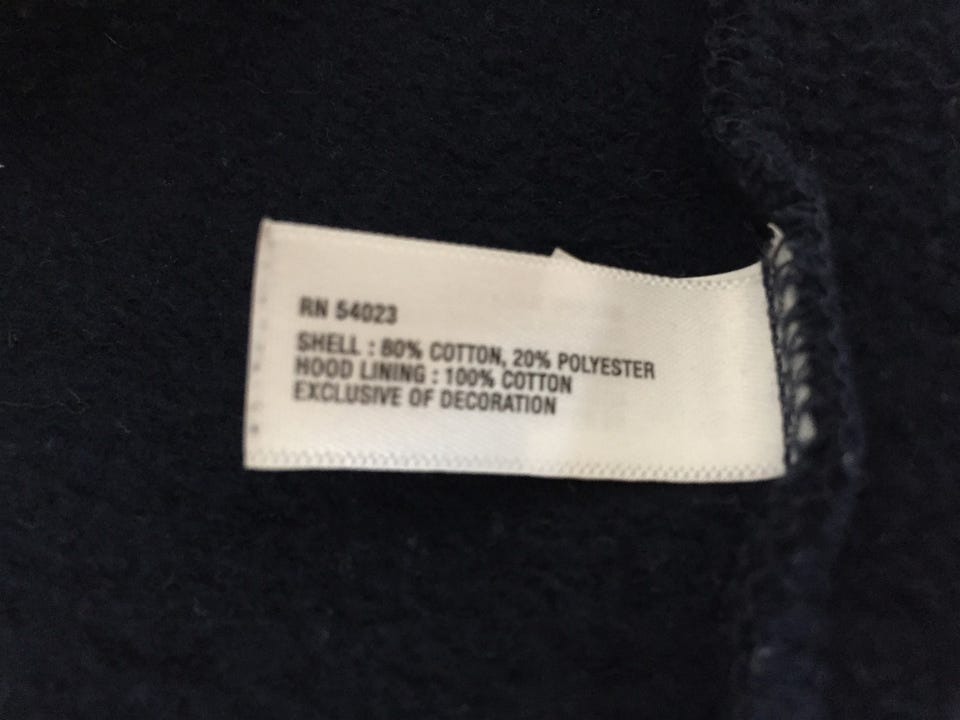 RN 54023
SHELL : 80% COTTON, 20% POLYESTER
HOOD LINING : 100% COTTON
EXCLUSIVE OF DECORATION